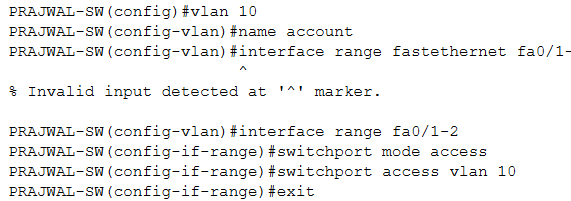 PRAJWAL-SW(config)#vlan 10
PRAJWAL-SW(config-vlan)#name account
PRAJWAL-SW(config-vlan)#interface range fastethernet fa0/1-
^
% Invalid input detected at '^' marker.
PRAJWAL-SW(config-vlan)#interface range fa0/1-2
PRAJWAL-SW(config-if-range)#switchport mode access
PRAJWAL-SW(config-if-range)#switchport access vlan 10
PRAJWAL-SW(config-if-range)#exit